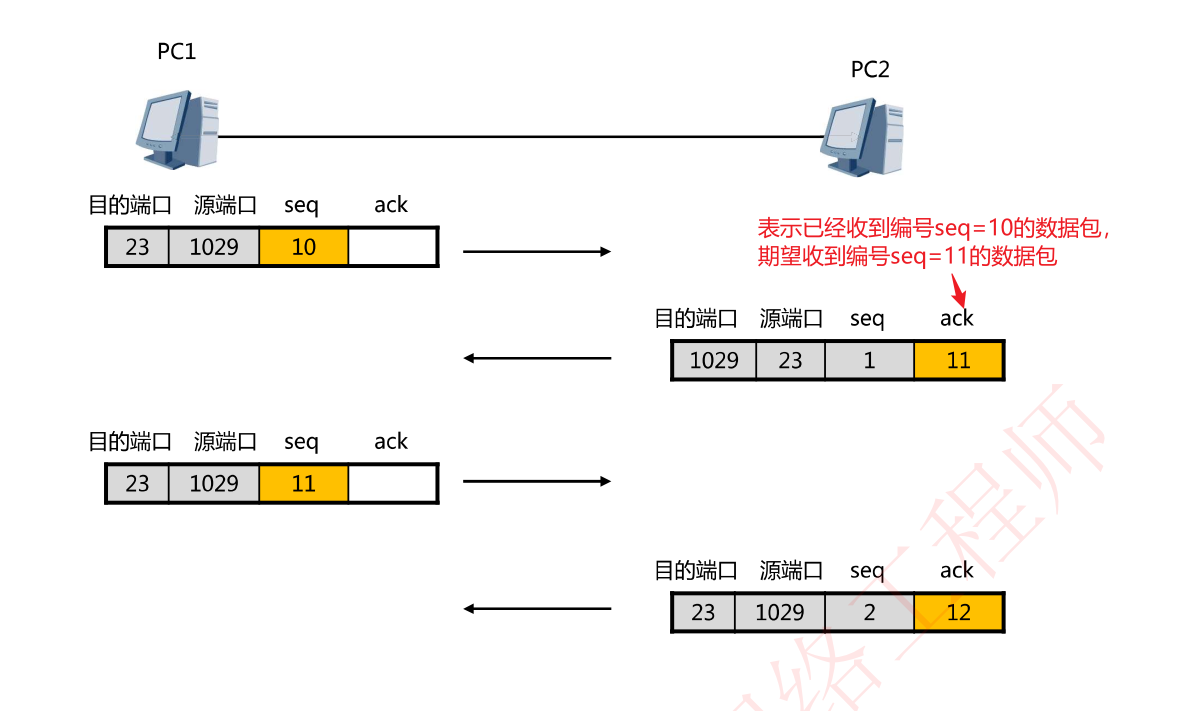 PC1
PC2
目的端口 源端口 seq ack
23 1029 10
表示已经收到编号seq=10的数据包，
期望收到编号seq=11的数据包
目的端口 源端口 seq ack
1029 23 1 11
目的端口 源端口 seq ack
23 1029 11
目的端口 源端口 seq ack
23 1029 2 12
络工程师